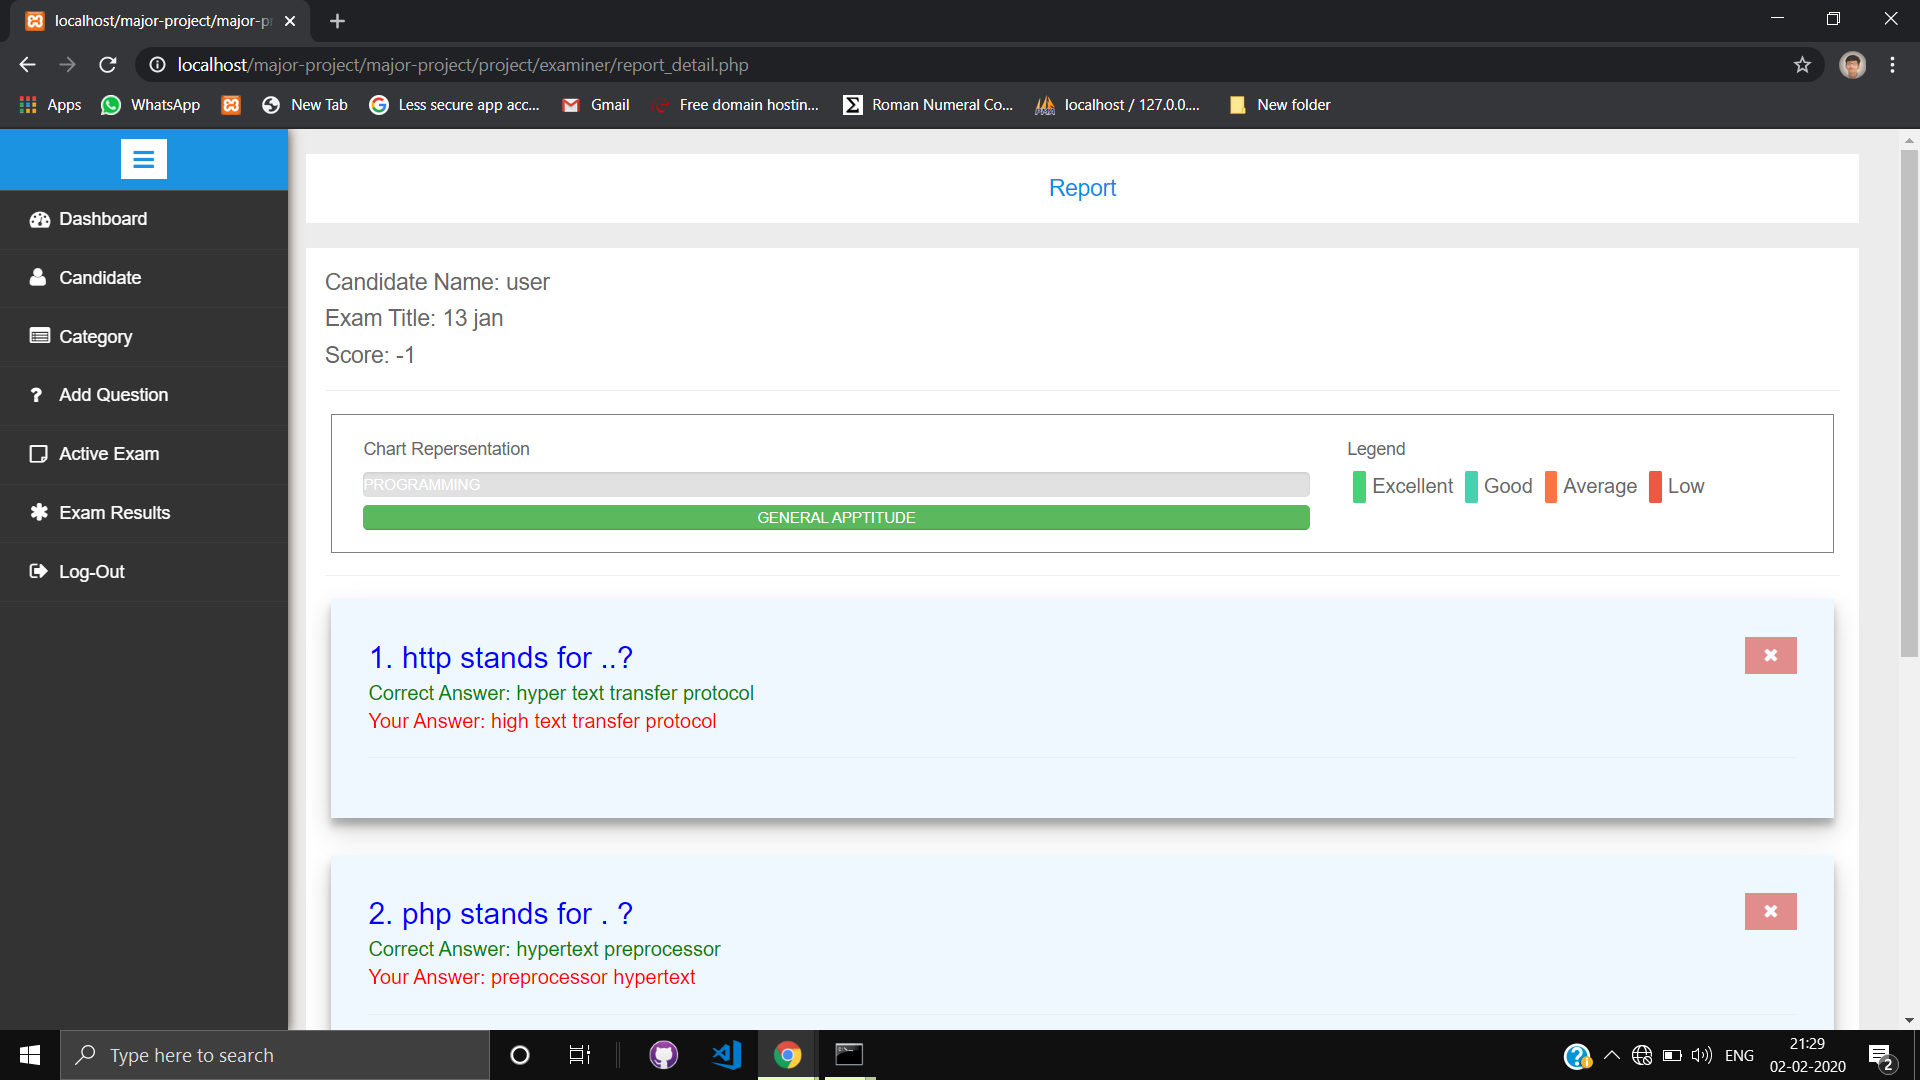 localhost/major-project/major-pr
localhost/major-project/major-project/project/examiner/report_detail.php
Apps WhatsApp New Tab Less secure app acc... Gmail Free domain hostin... Roman Numeral Co... localhost / 127.0.0.... New folder
Report
Dashboard
Candidate
Category
Add Question
Active Exam
Exam Results
Log-Out
Candidate Name: user
Exam Title: 13 jan
Score: -1
Chart Repersentation
PROGRAMMING
GENERAL APPTITUDE
Legend
Excellent Good Average Low
1. http stands for ..?
Correct Answer: hyper text transfer protocol
Your Answer: high text transfer protocol
2. php stands for . ?
Correct Answer: hypertext preprocessor
Your Answer: preprocessor hypertext
Type here to search
ENG
21:29
02-02-2020
2